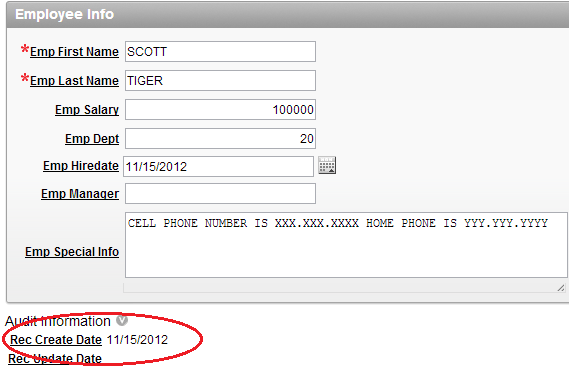 Employee Info
*Emp First Name SCOTT
*Emp Last Name TIGER
Emp Salary 100000
Emp Dept 20
Emp Hiredate 11/15/2012
Emp Manager
CELL PHONE NUMBER IS XXX.XXX.XXXX HOME PHONE IS YYY.YYY.YYYY
Emp Special Info
Audit Information
Rec Create Date 11/15/2012
Rec Update Date